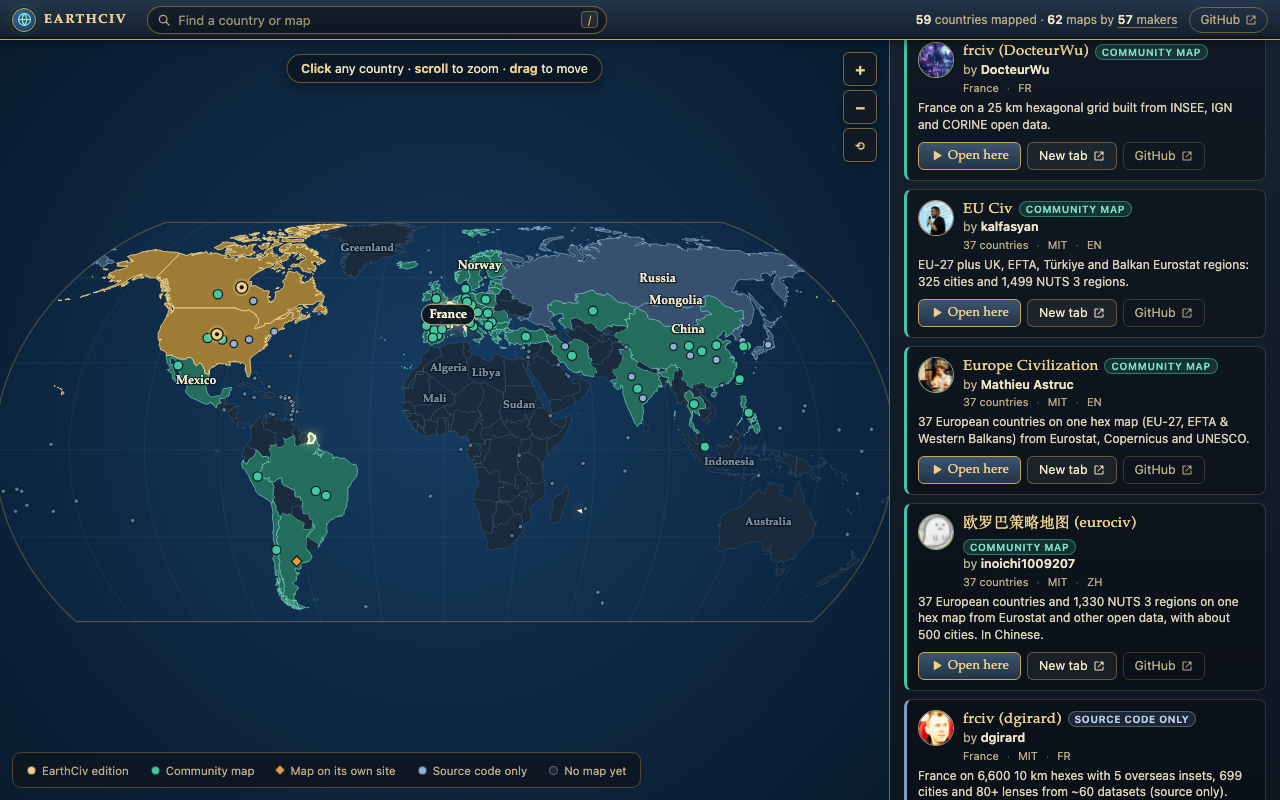 EARTHCIV
Find a country or map
/
59 countries mapped · 62 maps by 57 makers
GitHub
Click any country · scroll to zoom · drag to move
+
−
Greenland
Norway
Russia
Mongolia
France
China
Mexico
Algeria
Libya
Mali
Sudan
Indonesia
Australia
EarthCiv edition
Community map
Map on its own site
Source code only
No map yet
frciv (DocteurWu) COMMUNITY MAP
by DocteurWu
France · FR
France on a 25 km hexagonal grid built from INSEE, IGN
and CORINE open data.
Open here New tab GitHub
EU Civ COMMUNITY MAP
by kalfasyan
37 countries · MIT · EN
EU-27 plus UK, EFTA, Türkiye and Balkan Eurostat regions:
325 cities and 1,499 NUTS 3 regions.
Open here New tab GitHub
Europe Civilization COMMUNITY MAP
by Mathieu Astruc
37 countries · MIT · EN
37 European countries on one hex map (EU-27, EFTA &
Western Balkans) from Eurostat, Copernicus and UNESCO.
Open here New tab GitHub
欧罗巴策略地图 (eurociv)
COMMUNITY MAP
by inoichi1009207
37 countries · MIT · ZH
37 European countries and 1,330 NUTS 3 regions on one
hex map from Eurostat and other open data, with about
500 cities. In Chinese.
Open here New tab GitHub
frciv (dgirard) SOURCE CODE ONLY
by dgirard
France · MIT · FR
France on 6,600 10 km hexes with 5 overseas insets, 699
cities and 80+ lenses from ~60 datasets (source only).